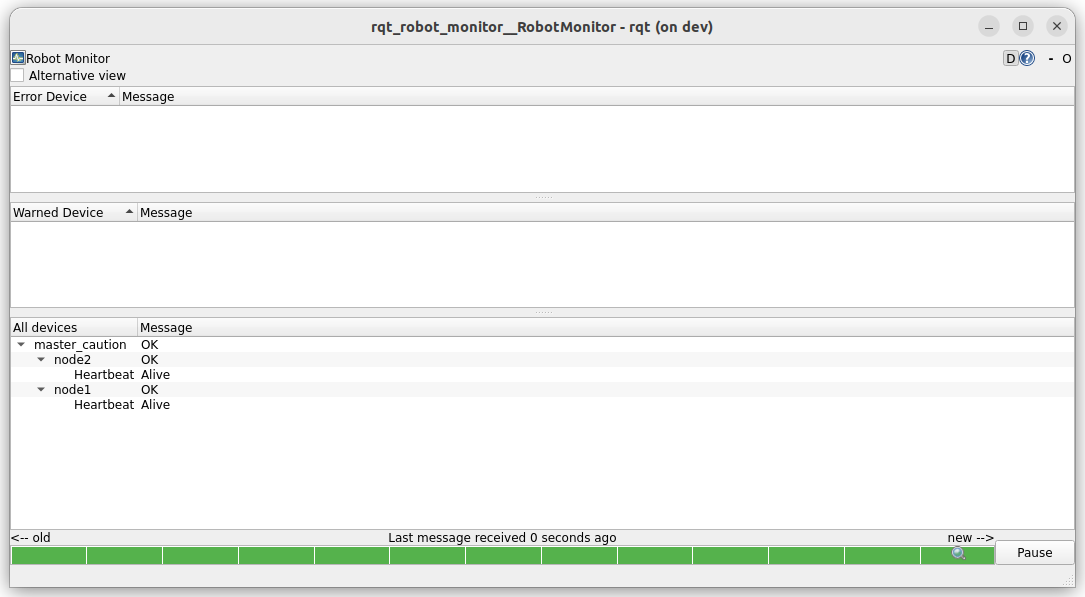 rqt_robot_monitor__RobotMonitor - rqt (on dev)
Robot Monitor D ? - O
Alternative view
Error Device Message
Warned Device Message
All devices Message
master_caution OK
node2 OK
Heartbeat Alive
node1 OK
Heartbeat Alive
<-- old Last message received 0 seconds ago new -->
Pause